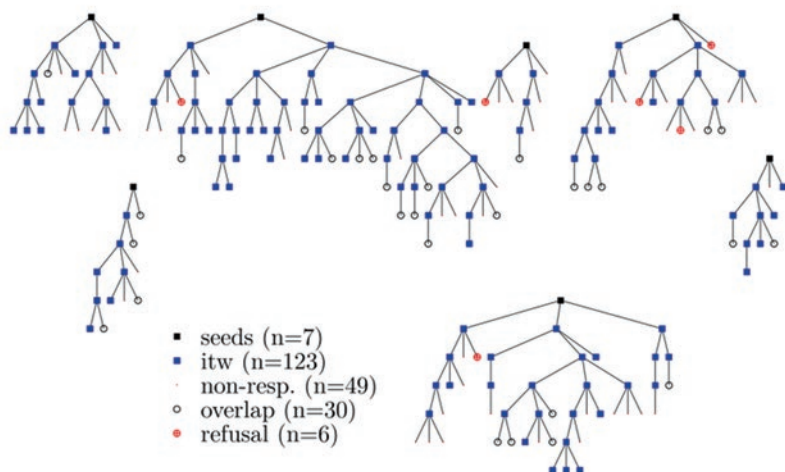 seeds (n=7)
itw (n=123)
non-resp. (n=49)
overlap (n=30)
refusal (n=6)